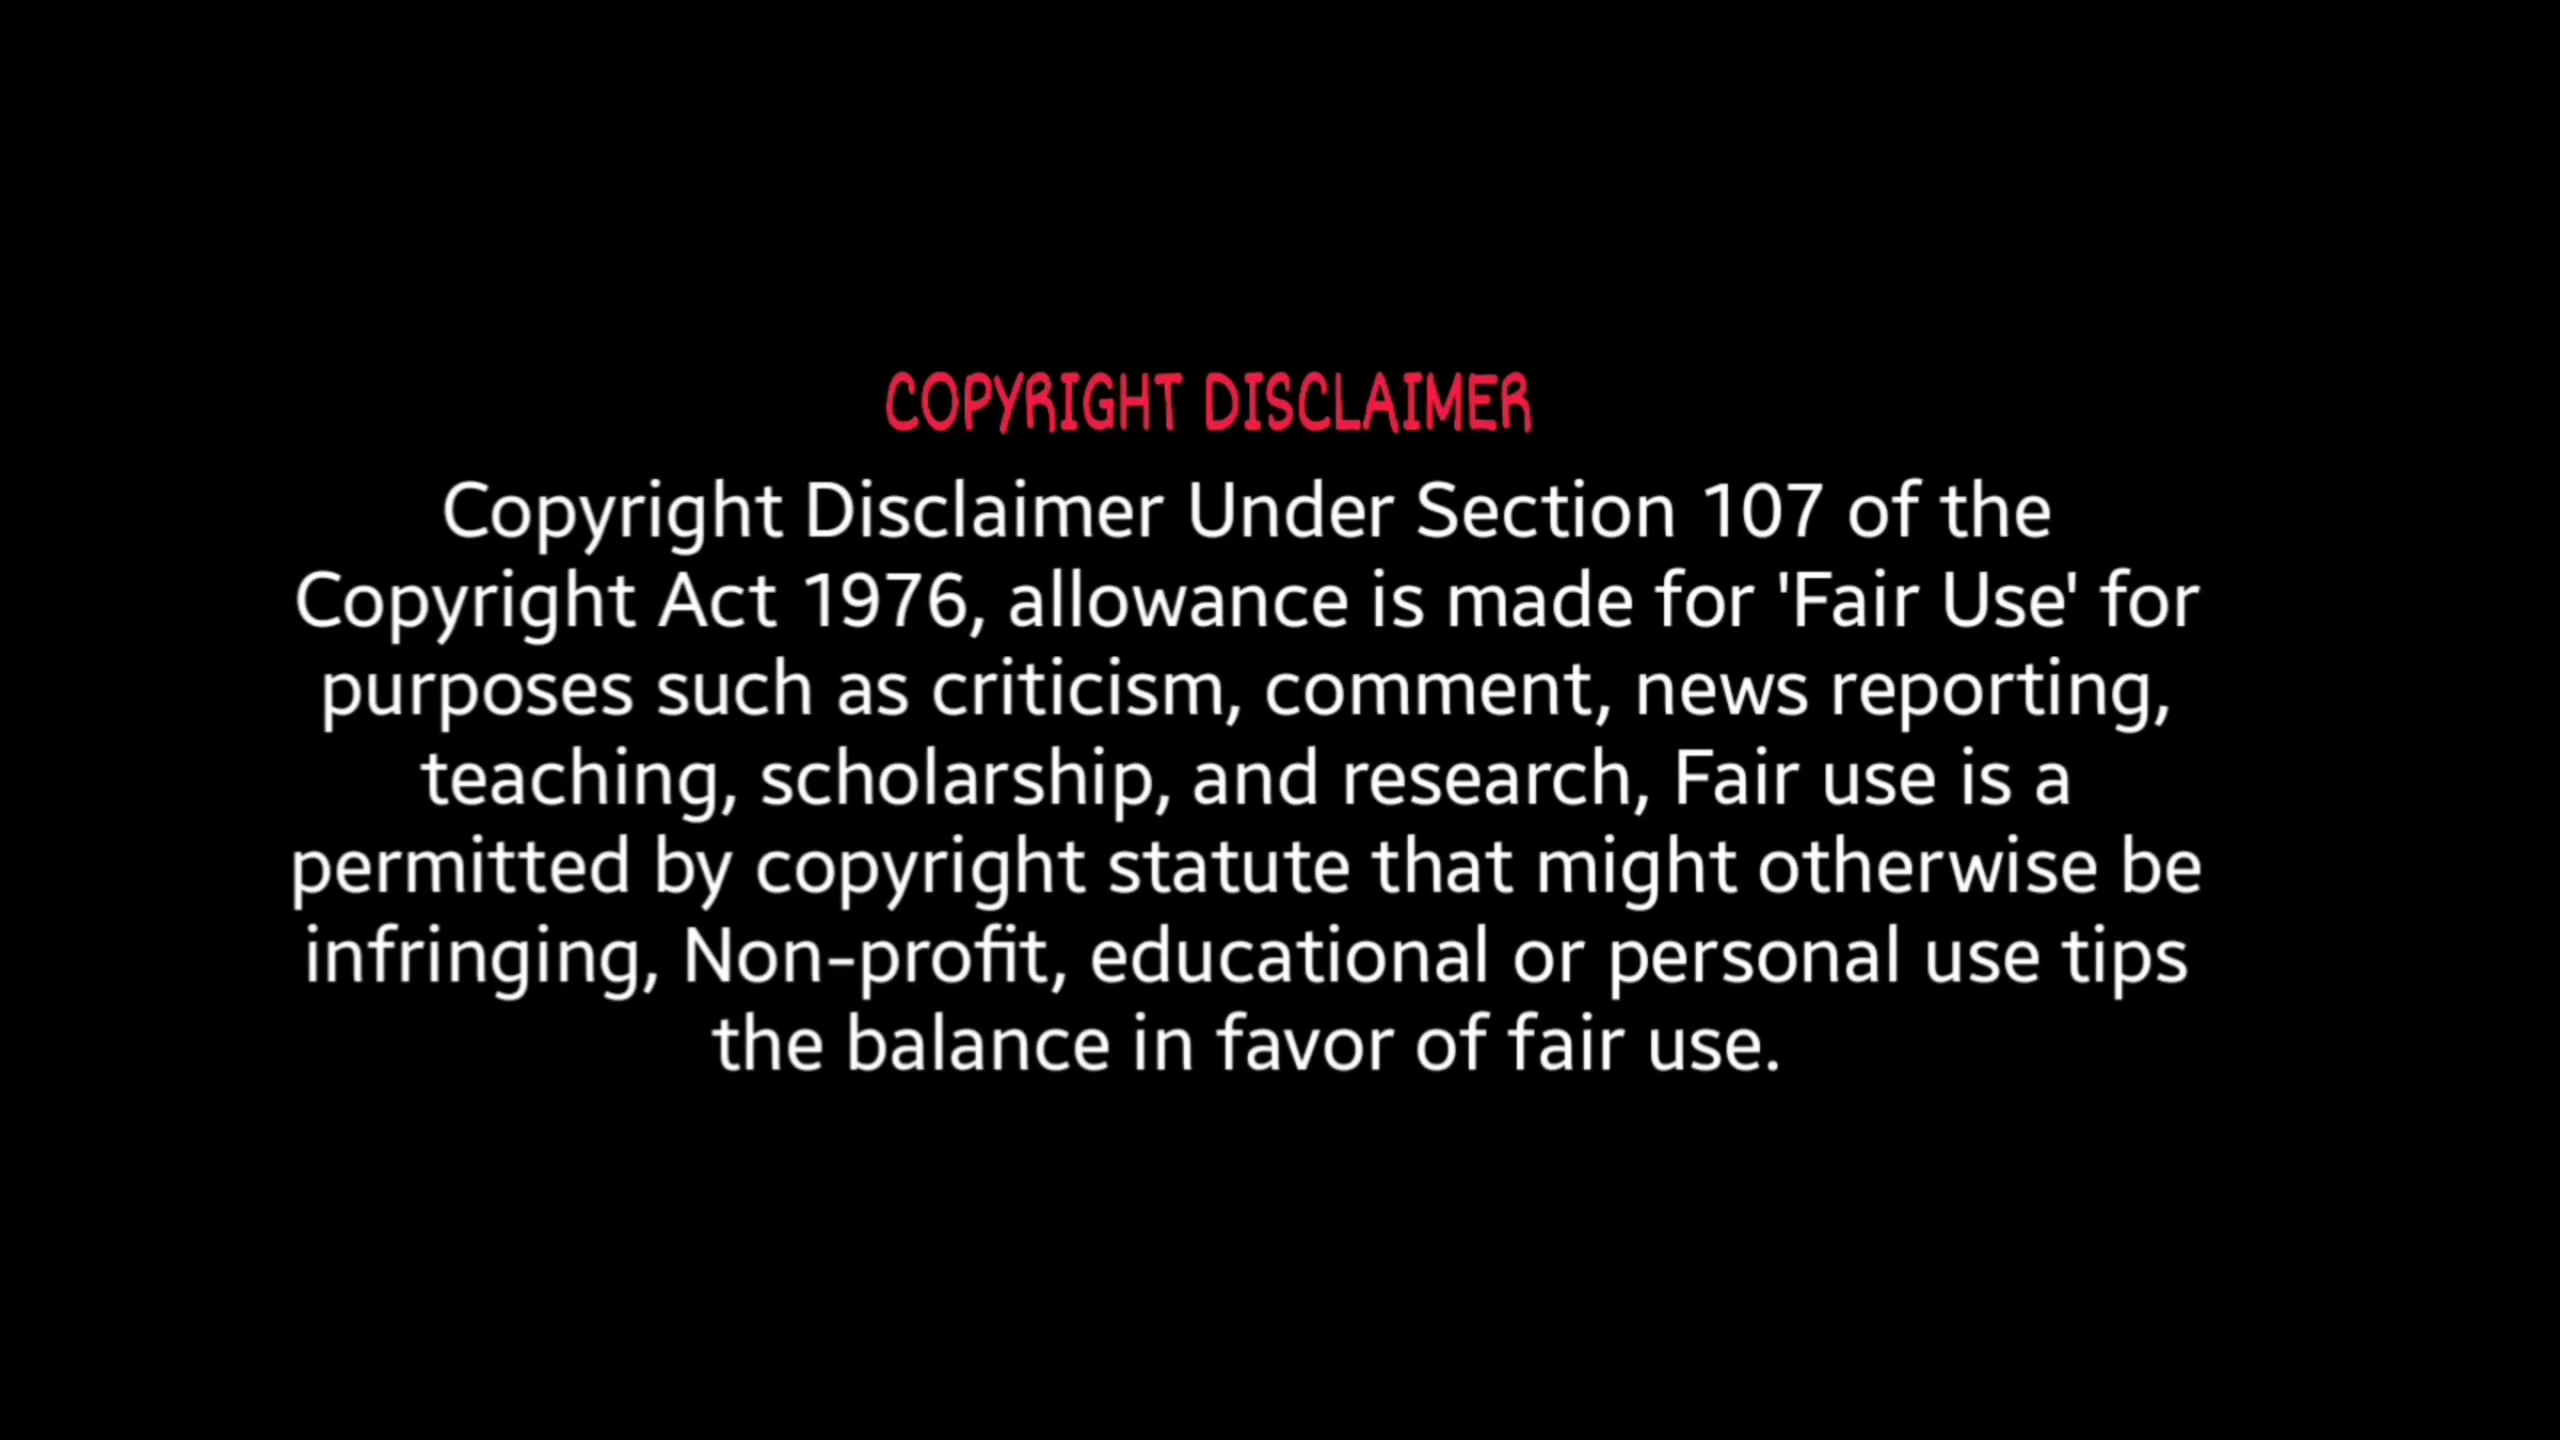 COPYRIGHT DISCLAIMER
Copyright Disclaimer Under Section 107 of the
Copyright Act 1976, allowance is made for 'Fair Use' for
purposes such as criticism, comment, news reporting,
teaching, scholarship, and research, Fair use is a
permitted by copyright statute that might otherwise be
infringing, Non-profit, educational or personal use tips
the balance in favor of fair use.